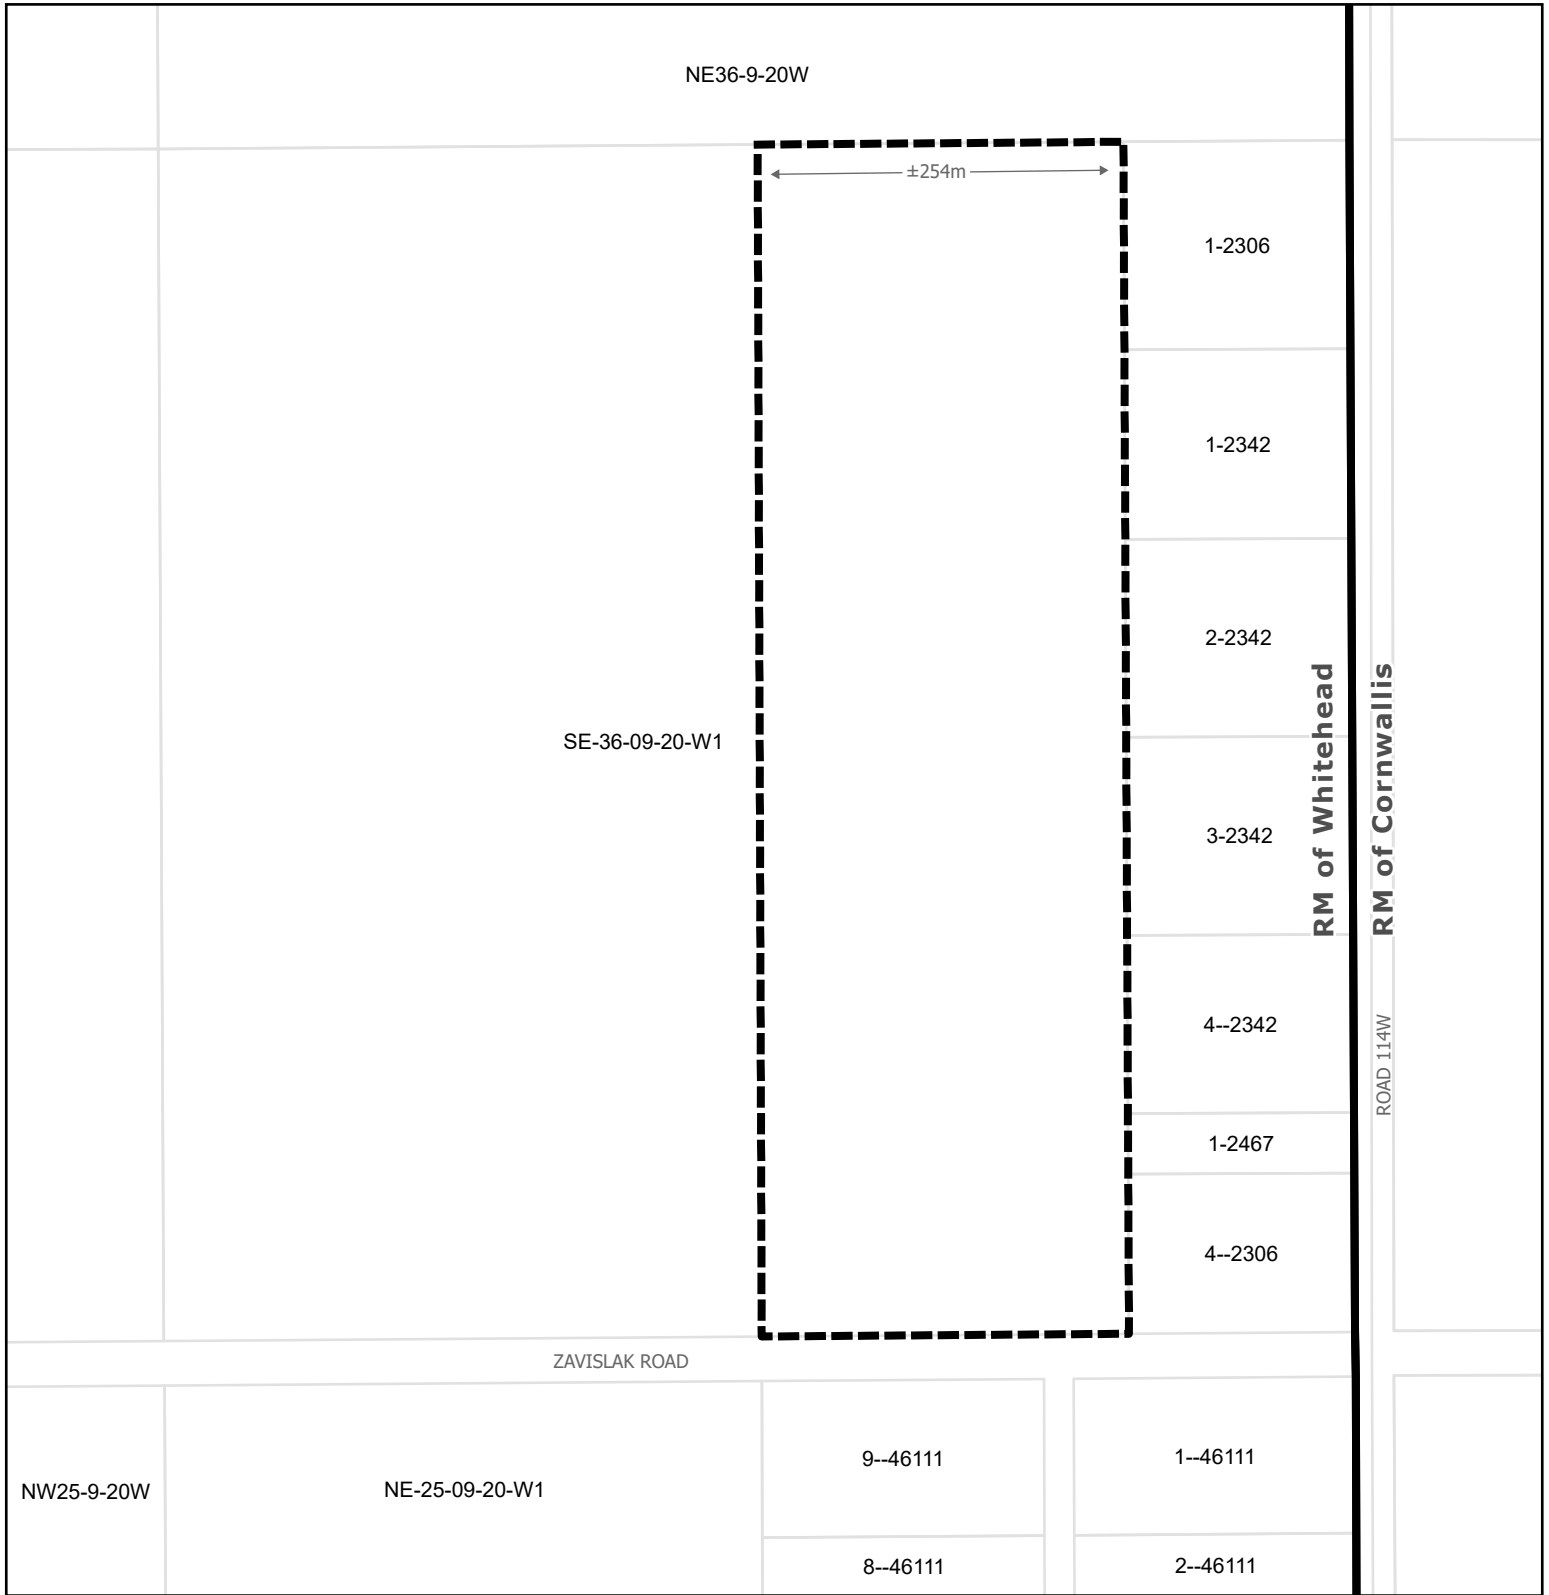 NE36-9-20W
±254m
1-2306
1-2342
2-2342
SE-36-09-20-W1
3-2342
RM of Whitehead
RM of Cornwallis
4--2342
ROAD 114W
1-2467
4--2306
ZAVISLAK ROAD
9--46111
1--46111
NW25-9-20W
NE-25-09-20-W1
8--46111
2--46111